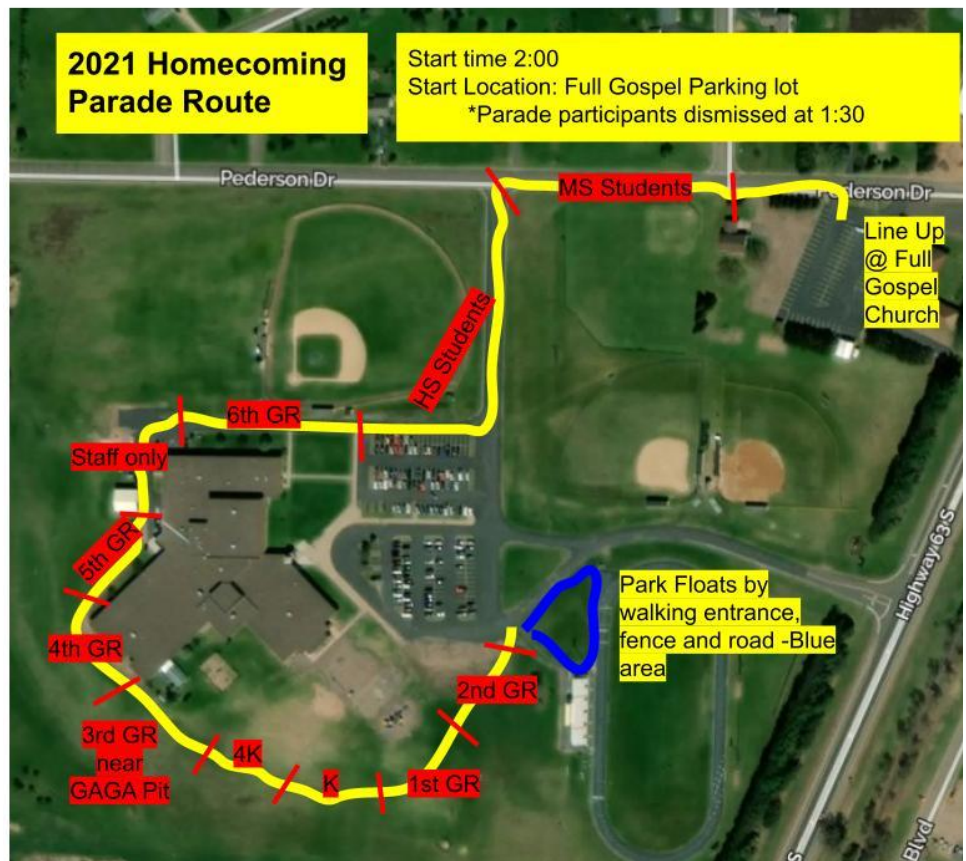 2021 Homecoming
Parade Route
Start time 2:00
Start Location: Full Gospel Parking lot
*Parade participants dismissed at 1:30
Pederson Dr
MS Students
Pederson Dr
Line Up
@ Full
Gospel
Church
HS Students
6th GR
Staff only
5th GR
4th GR
3rd GR
near
GAGA Pit
4K
K
1st GR
2nd GR
Park Floats by
walking entrance,
fence and road -Blue
area
Highway 63 S
S
Blvd